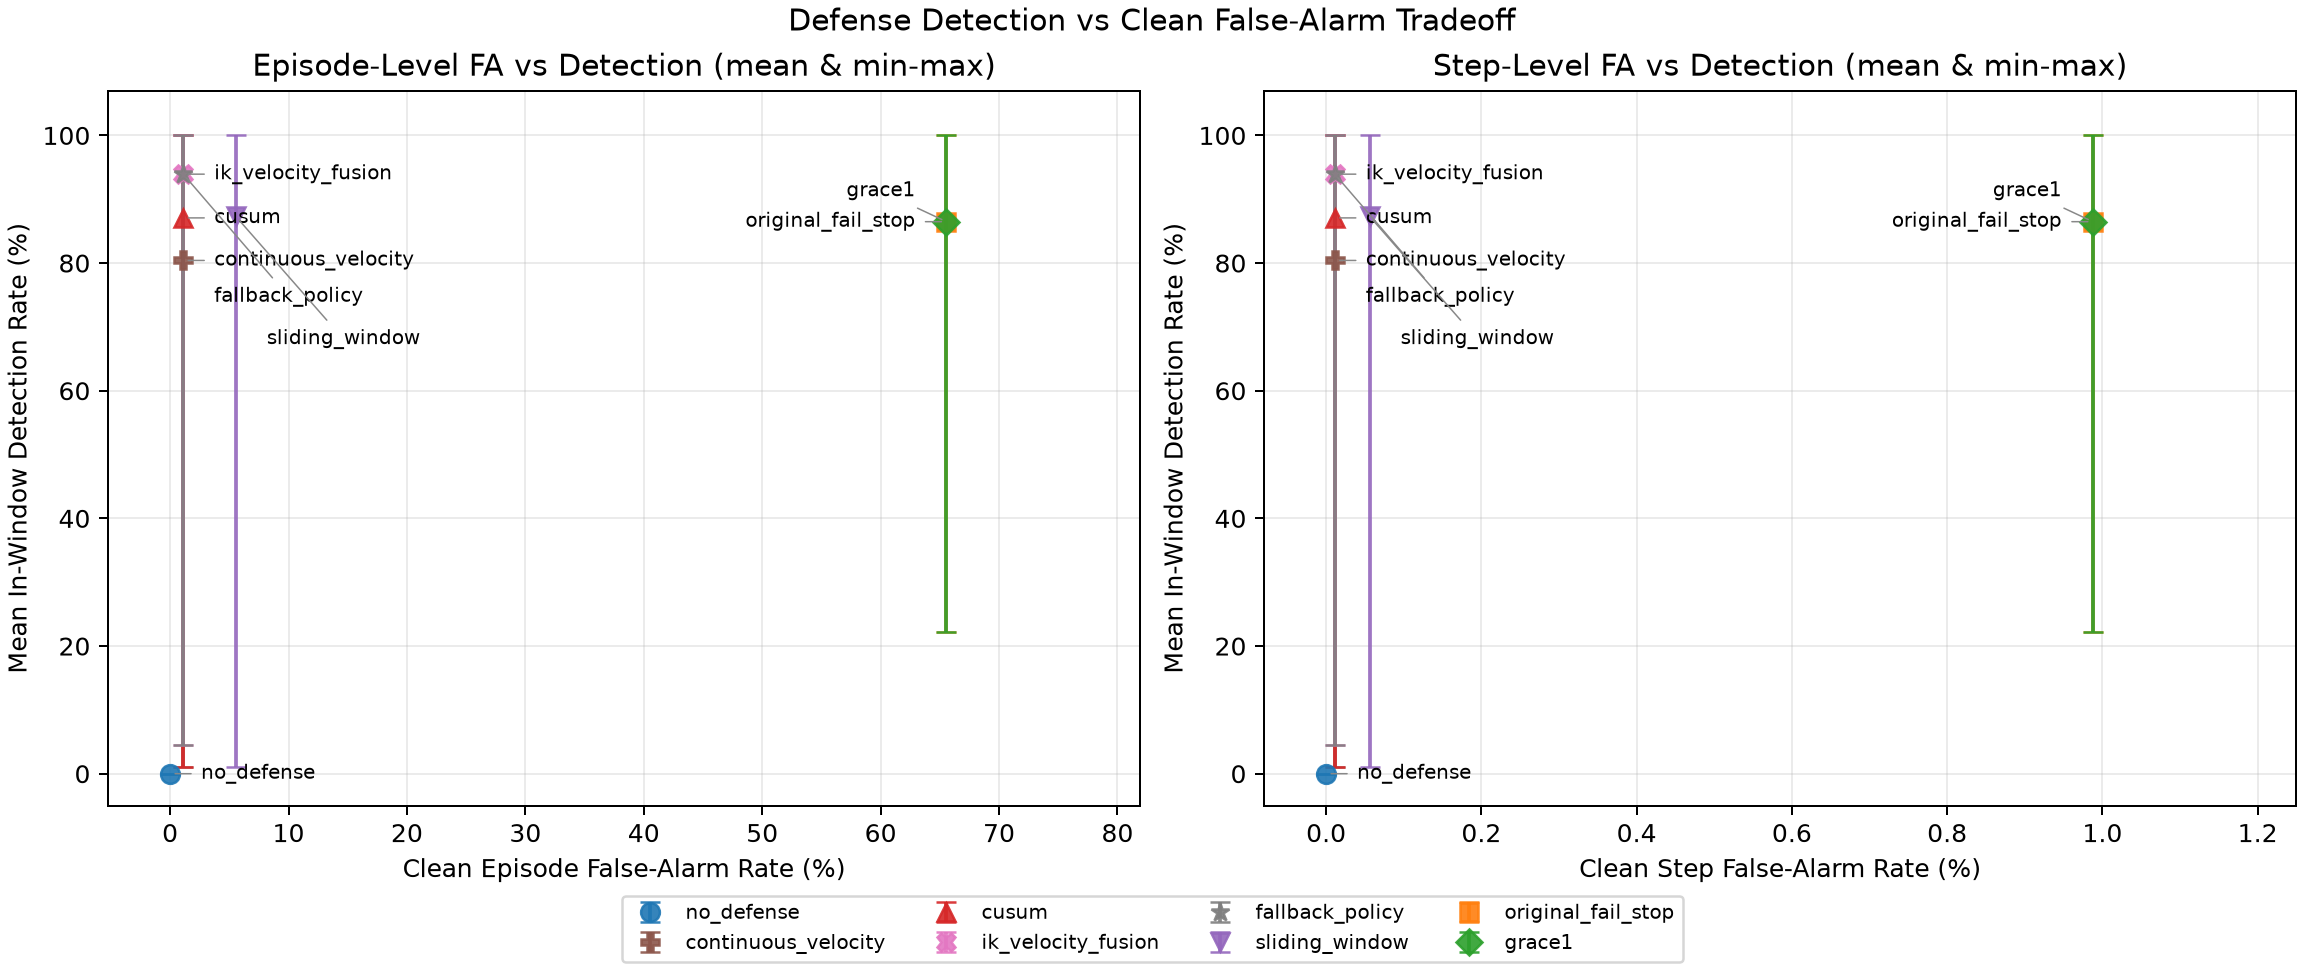 Defense Detection vs Clean False-Alarm Tradeoff
Episode-Level FA vs Detection (mean & min-max)
Mean In-Window Detection Rate (%)
100
80
60
40
20
0
ik_velocity_fusion
cusum
continuous_velocity
fallback_policy
sliding_window
grace1
original_fail_stop
no_defense
0 10 20 30 40 50 60 70 80
Clean Episode False-Alarm Rate (%)
Step-Level FA vs Detection (mean & min-max)
Mean In-Window Detection Rate (%)
100
80
60
40
20
0
ik_velocity_fusion
cusum
continuous_velocity
fallback_policy
sliding_window
grace1
original_fail_stop
no_defense
0.0 0.2 0.4 0.6 0.8 1.0 1.2
Clean Step False-Alarm Rate (%)
no_defense cusum fallback_policy original_fail_stop
continuous_velocity ik_velocity_fusion sliding_window grace1